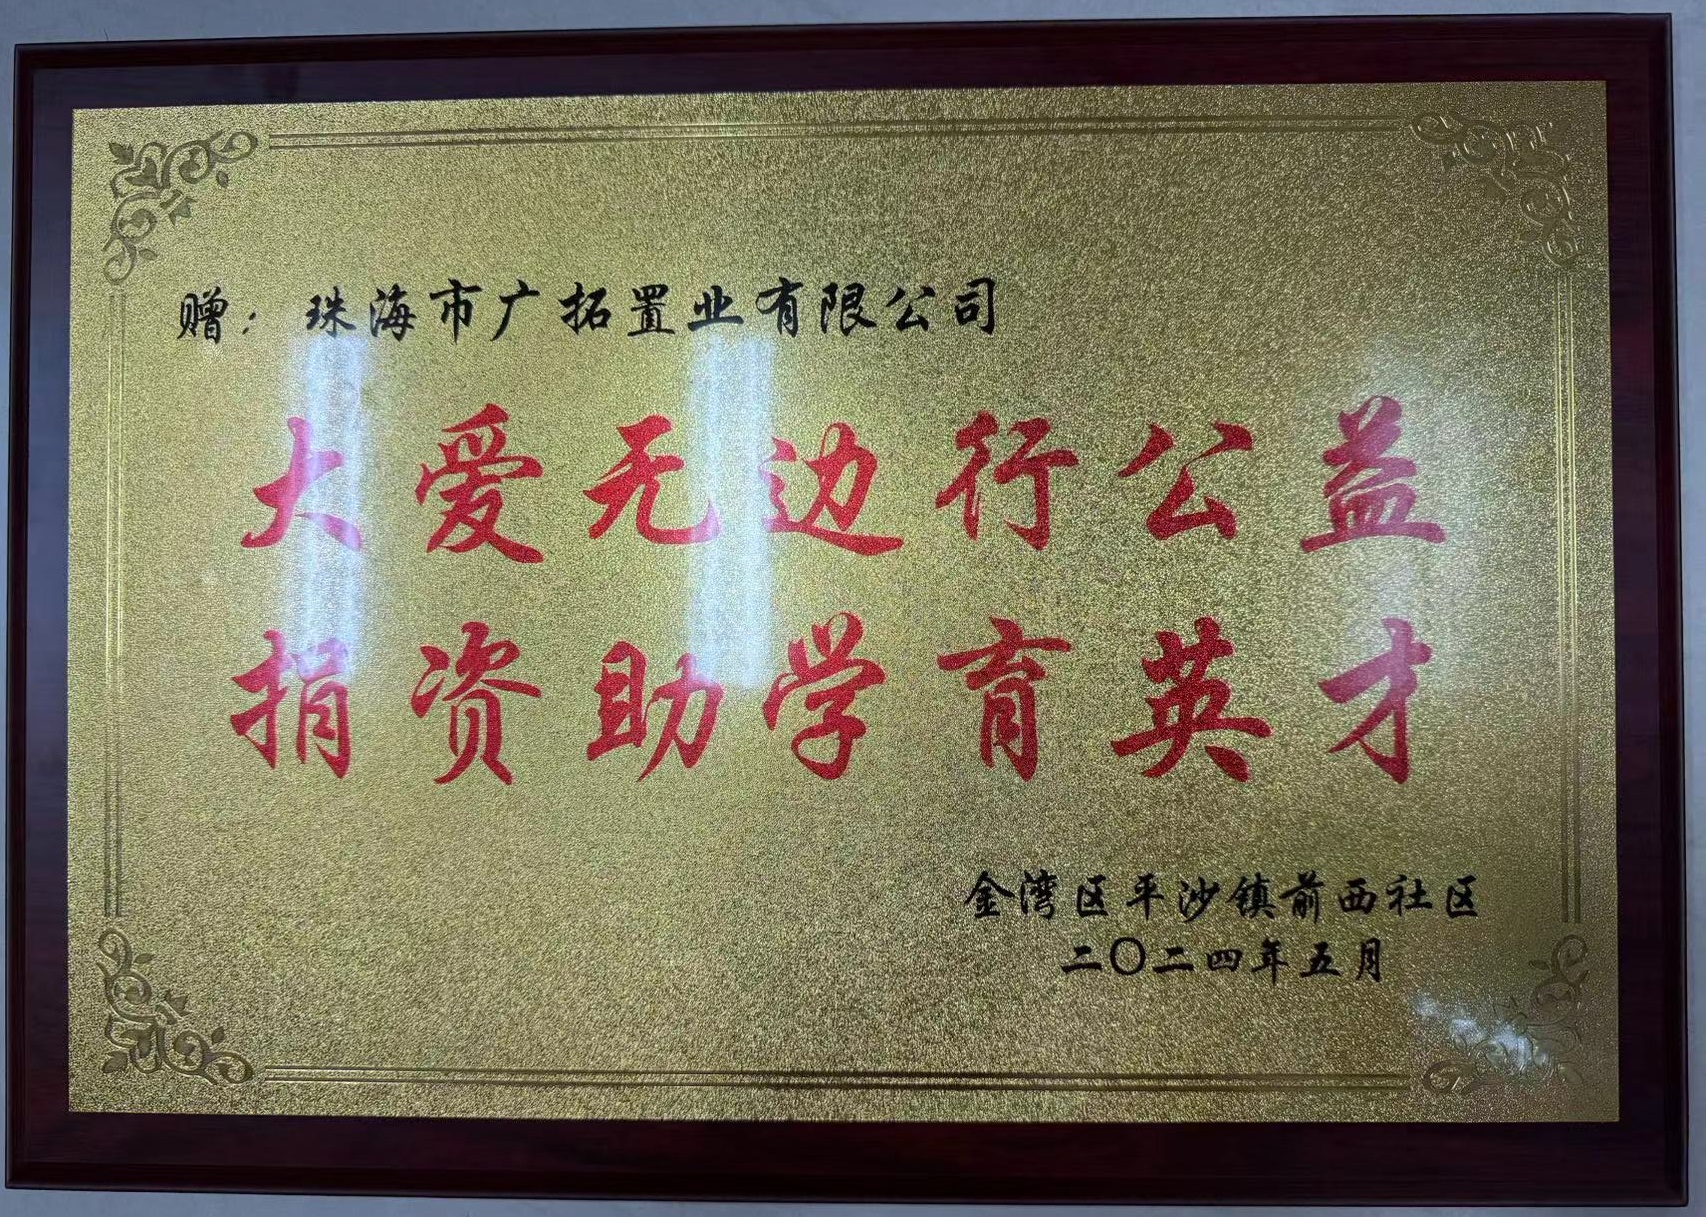 赠：珠海市广拓置业有限公司
大爱无边行公益
捐资助学育英才
金湾区平沙镇前西社区
二〇二四年五月